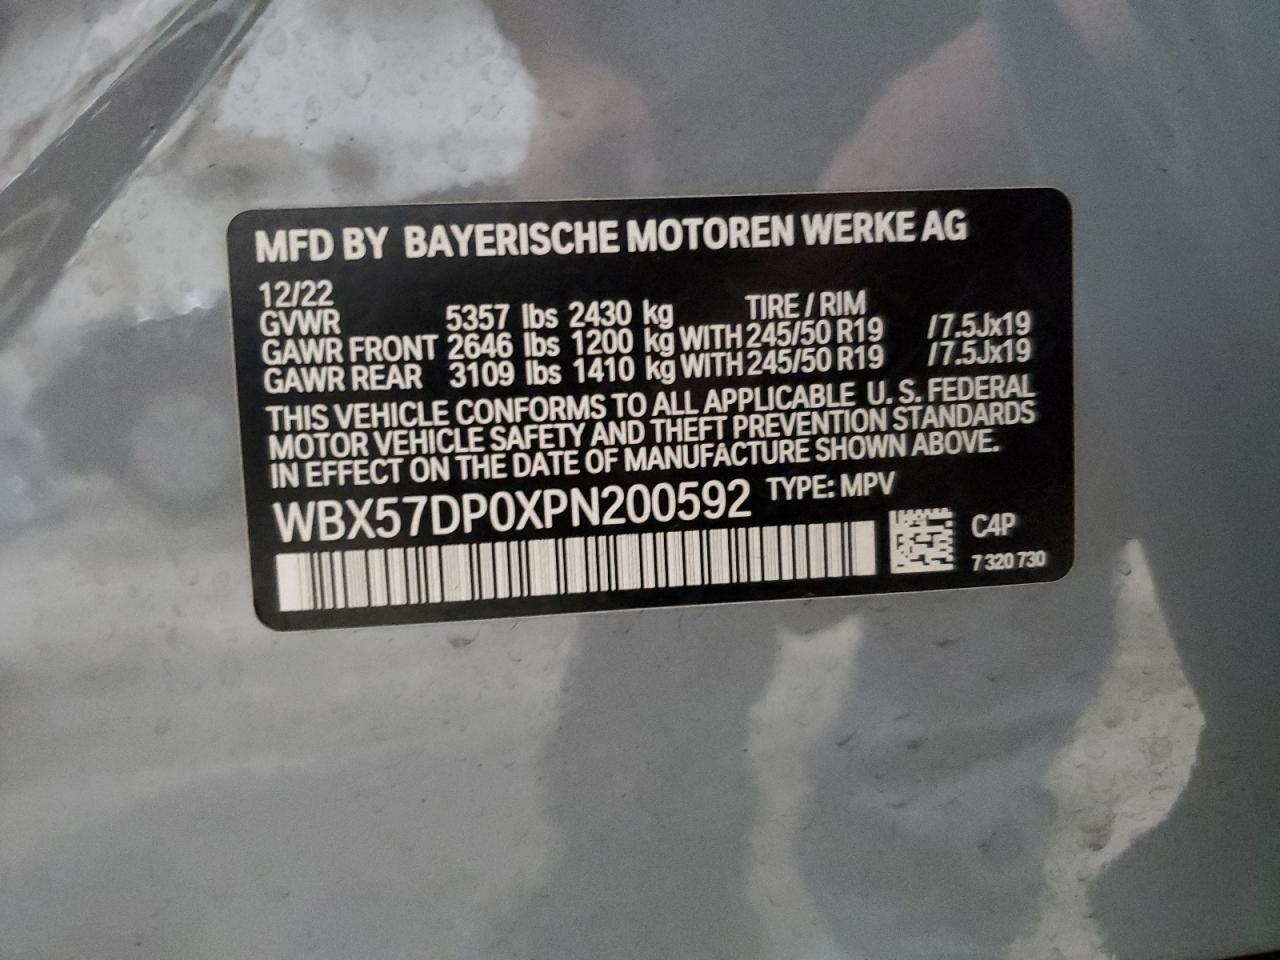 MFD BY BAYERISCHE MOTOREN WERKE AG
12/22
GVWR 5357 lbs 2430 kg TIRE / RIM
GAWR FRONT 2646 lbs 1200 kg WITH 245/50 R19 /7.5Jx19
GAWR REAR 3109 lbs 1410 kg WITH 245/50 R19 /7.5Jx19
THIS VEHICLE CONFORMS TO ALL APPLICABLE U. S. FEDERAL
MOTOR VEHICLE SAFETY AND THEFT PREVENTION STANDARDS
IN EFFECT ON THE DATE OF MANUFACTURE SHOWN ABOVE.
WBX57DP0XPN200592 TYPE: MPV
C4P
7 320 730